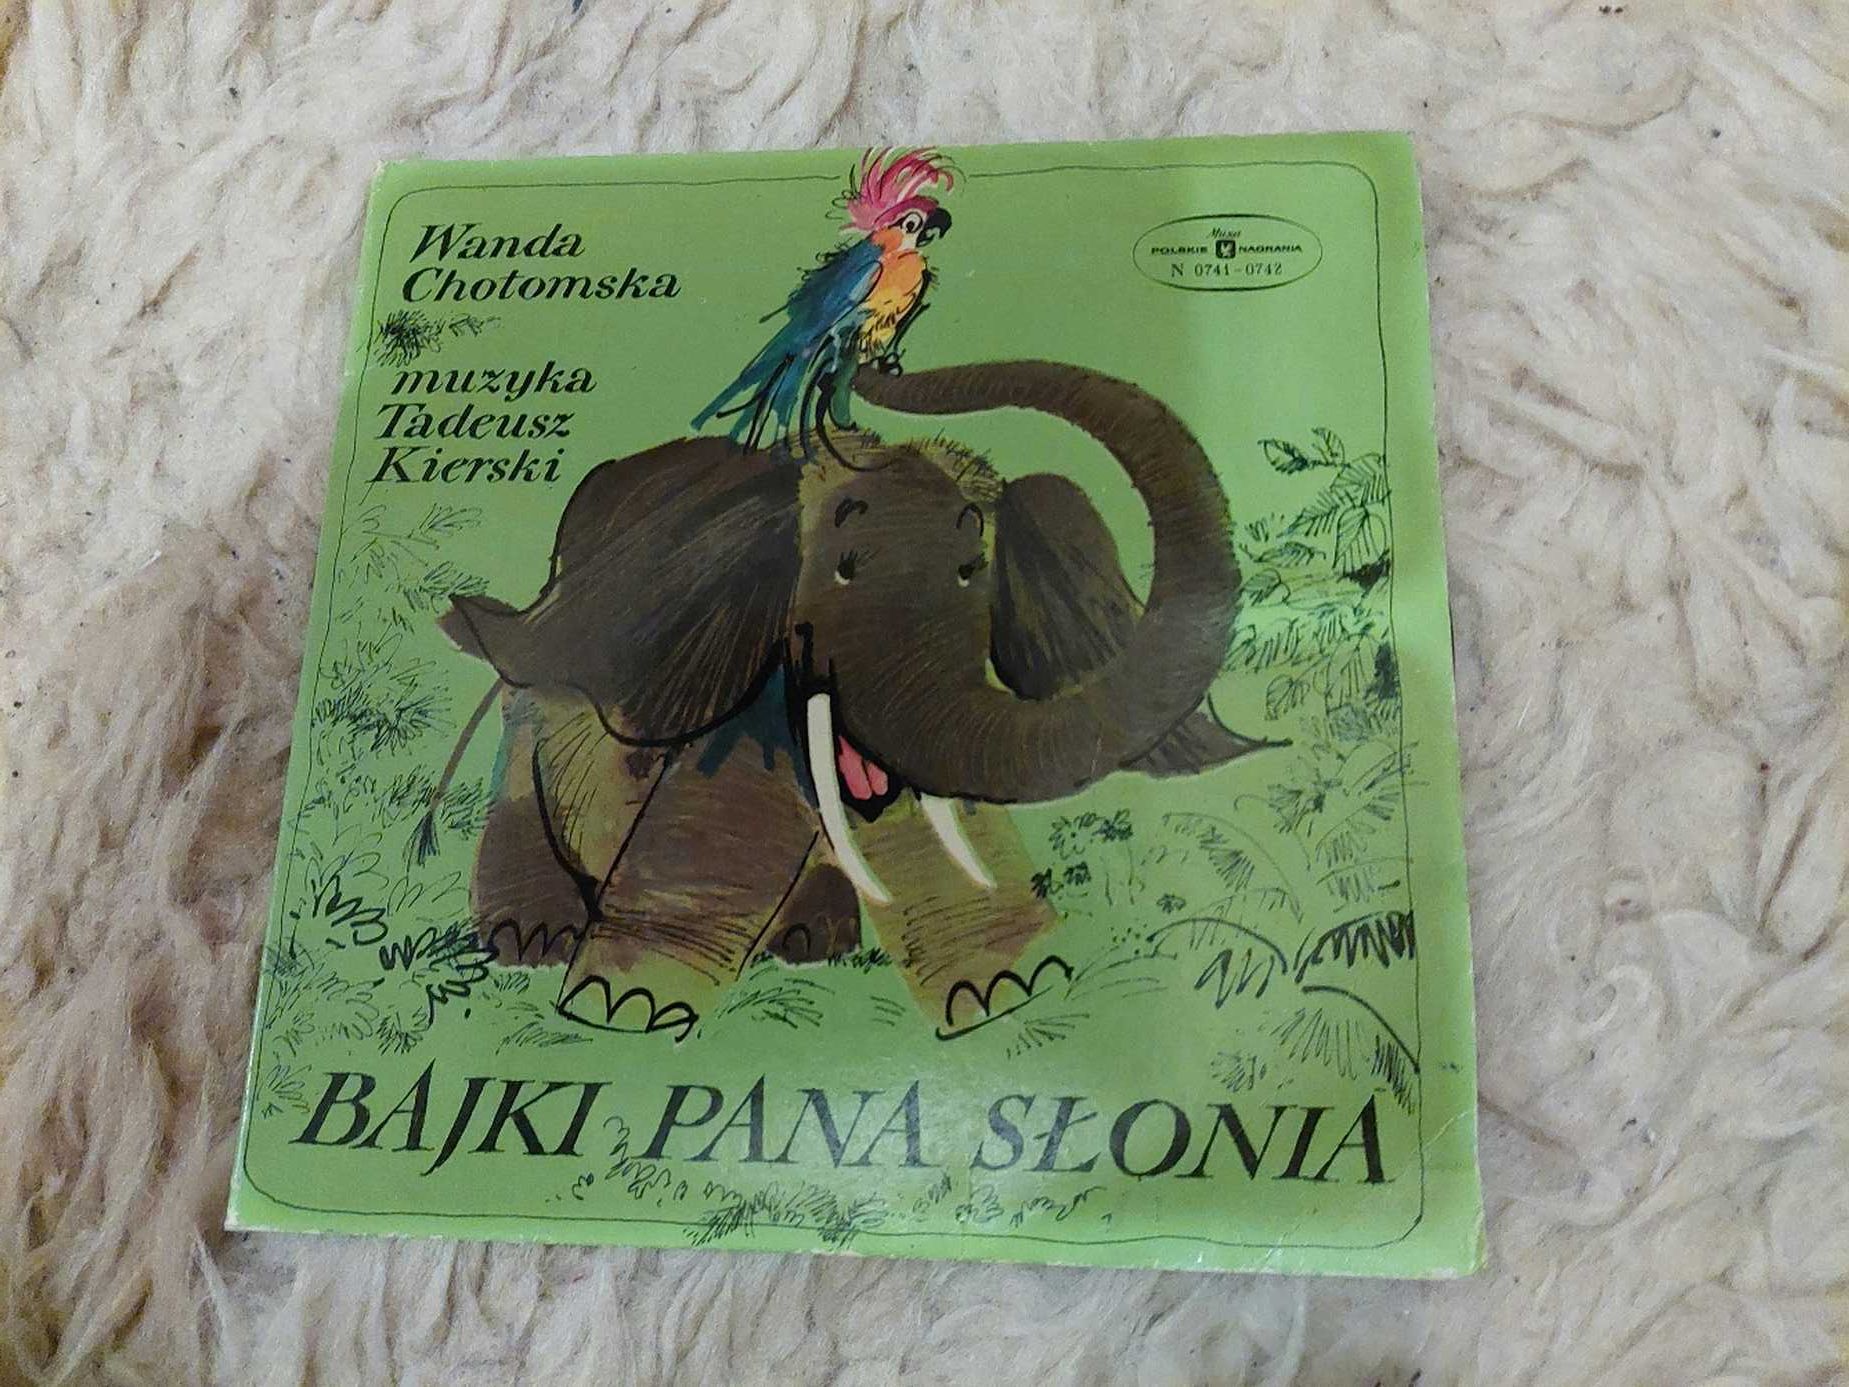 Wanda
Chotomska
muzyka
Tadeusz
Kierski
Muza
POLSKIE NAGRANIA
N 0741-0742
BAJKI PANA SŁONIA